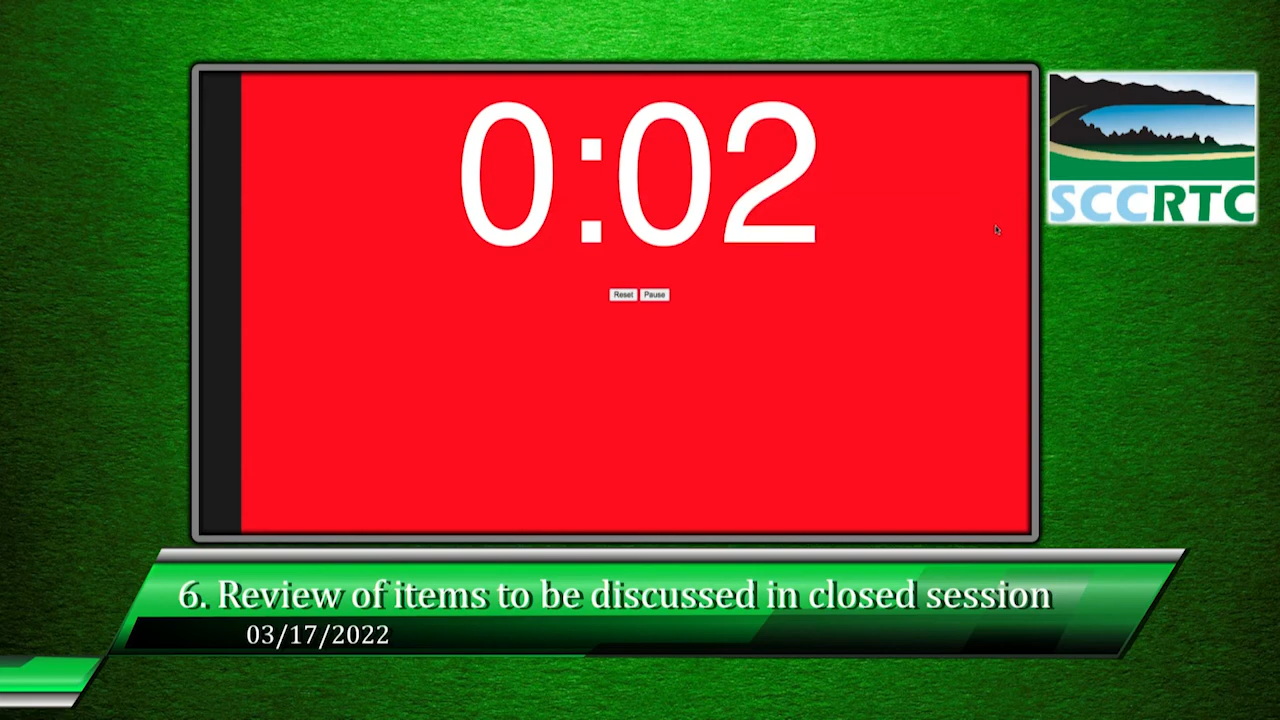 0:02
SCCRTC
Reset Pause
6. Review of items to be discussed in closed session
03/17/2022